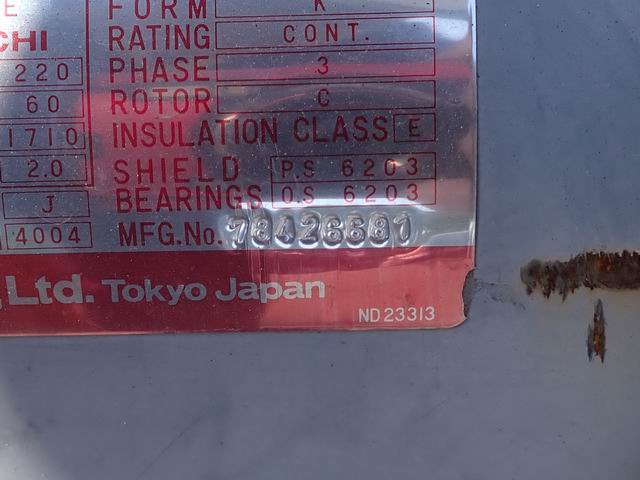 E FORM K
CHI RATING CONT.
220 PHASE 3
60 ROTOR C
1710 INSULATION CLASS E
2.0 SHIELD P.S 6203
J BEARINGS O.S 6203
4004 MFG.No.
Ltd. Tokyo Japan
ND23313